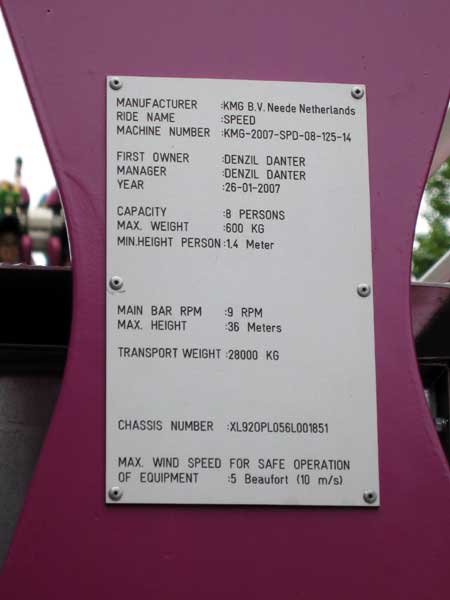 MANUFACTURER :KMG B.V. Neede Netherlands
RIDE NAME :SPEED
MACHINE NUMBER :KMG-2007-SPD-08-125-14
FIRST OWNER :DENZIL DANTER
MANAGER :DENZIL DANTER
YEAR :26-01-2007
CAPACITY :8 PERSONS
MAX. WEIGHT :600 KG
MIN.HEIGHT PERSON :1.4 Meter
MAIN BAR RPM :9 RPM
MAX. HEIGHT :36 Meters
TRANSPORT WEIGHT :28000 KG
CHASSIS NUMBER :XL920PL056L001851
MAX. WIND SPEED FOR SAFE OPERATION
OF EQUIPMENT :5 Beaufort (10 m/s)